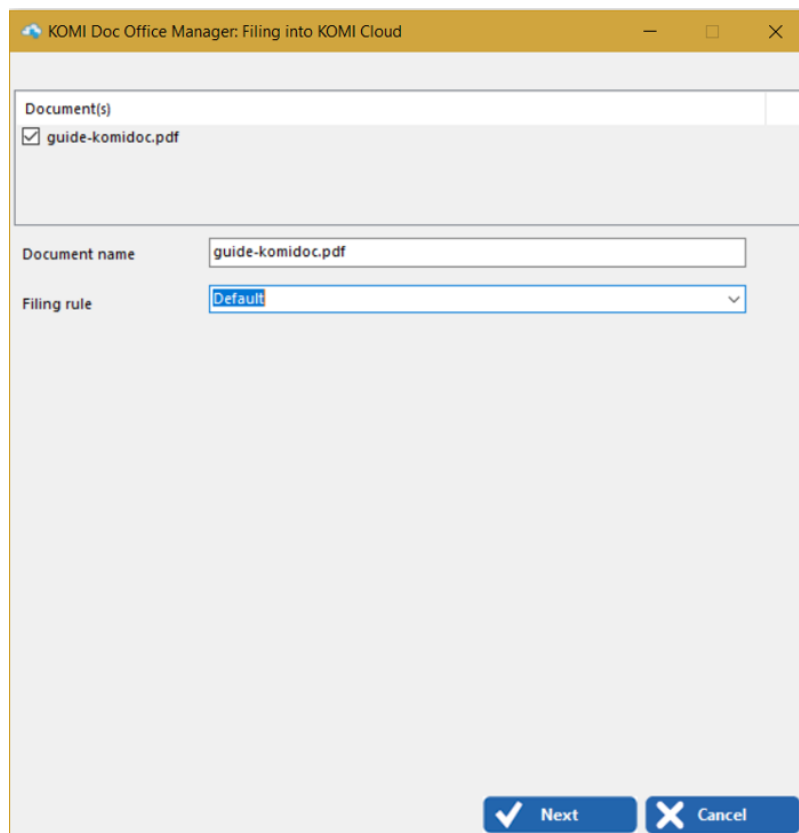 KOMI Doc Office Manager: Filing into KOMI Cloud
Document(s)
guide-komidoc.pdf
Document name guide-komidoc.pdf
Filing rule Default
Next Cancel